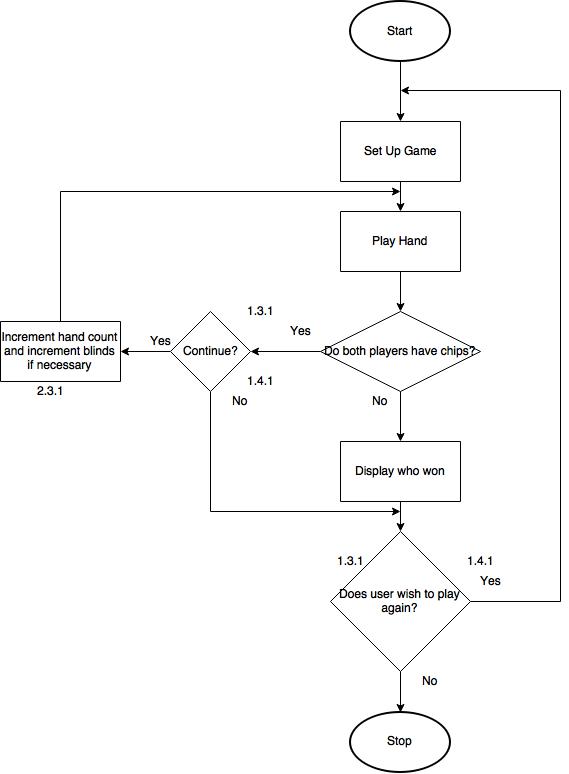 Start
Set Up Game
Play Hand
1.3.1
Yes
Do both players have chips?
Continue?
Yes
Increment hand count
and increment blinds
if necessary
2.3.1
1.4.1
No
No
Display who won
1.3.1
1.4.1
Yes
Does user wish to play
again?
No
Stop